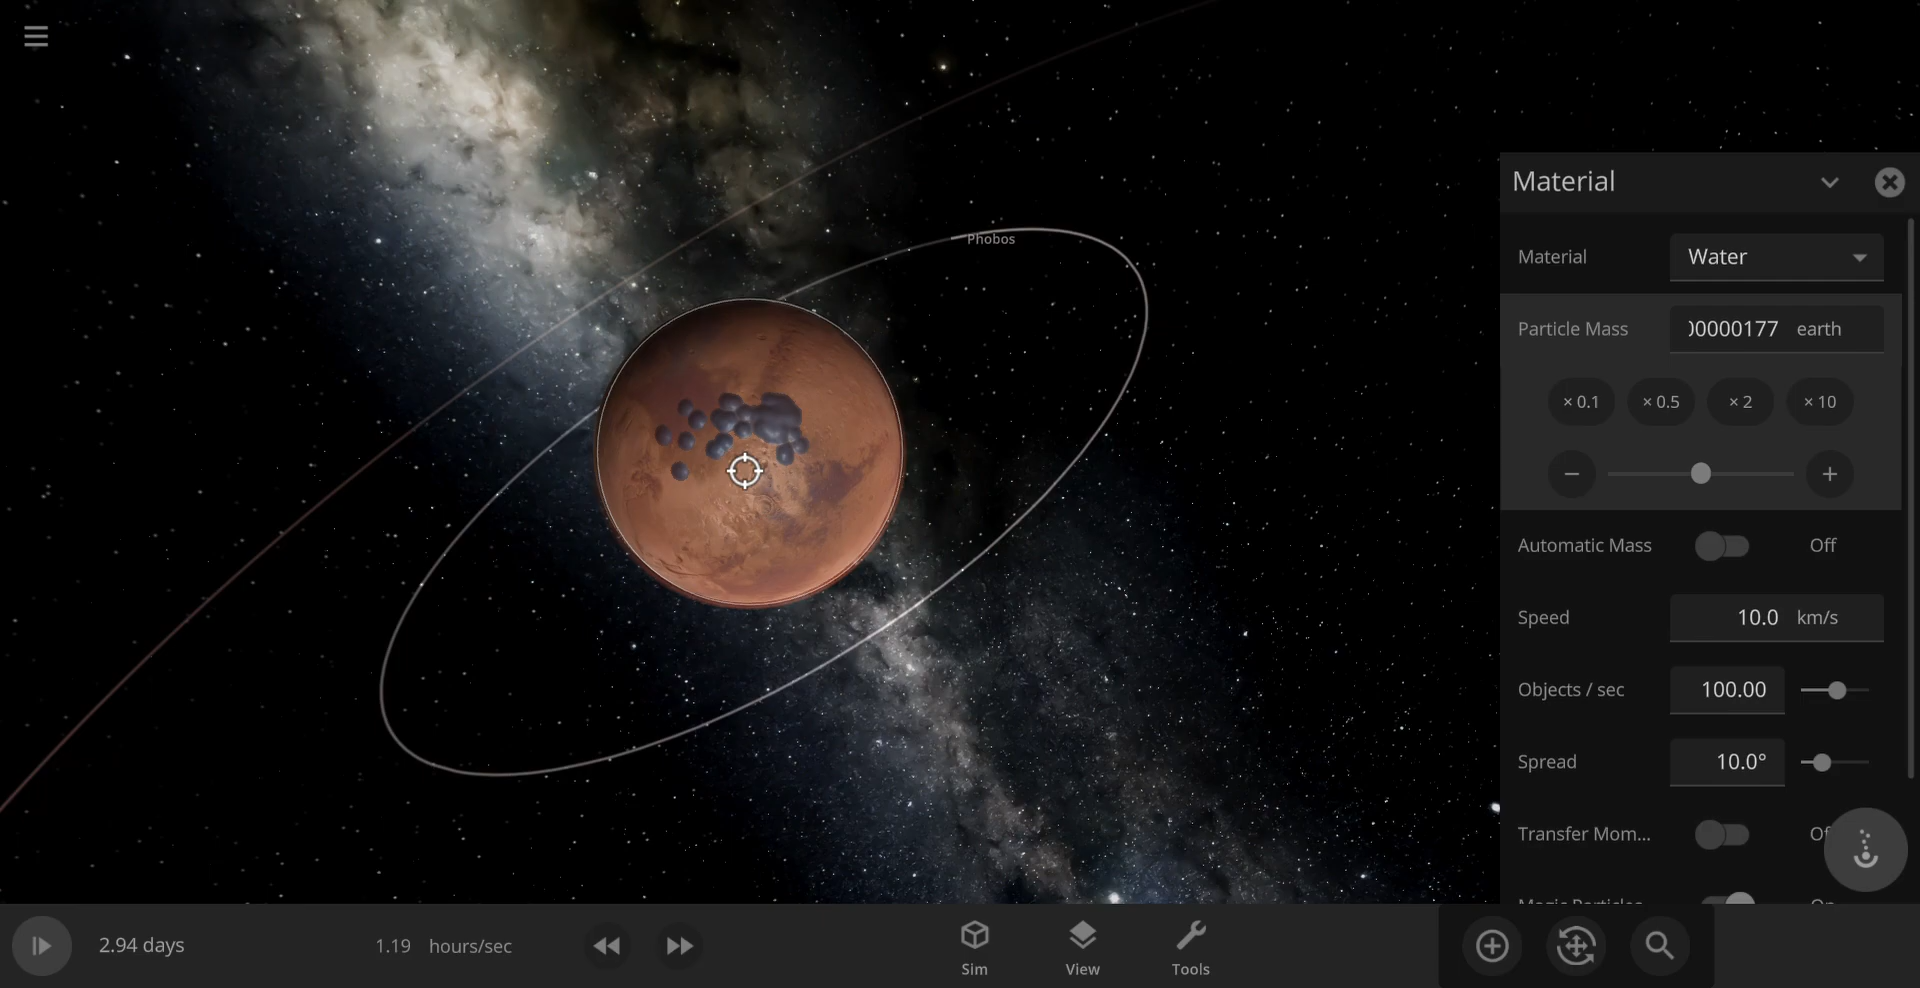 Phobos
Material
Material Water
Particle Mass 00000177 earth
× 0.1 × 0.5 × 2 × 10
Automatic Mass Off
Speed 10.0 km/s
Objects / sec 100.00
Spread 10.0°
Transfer Mom...
2.94 days 1.19 hours/sec
Sim View Tools